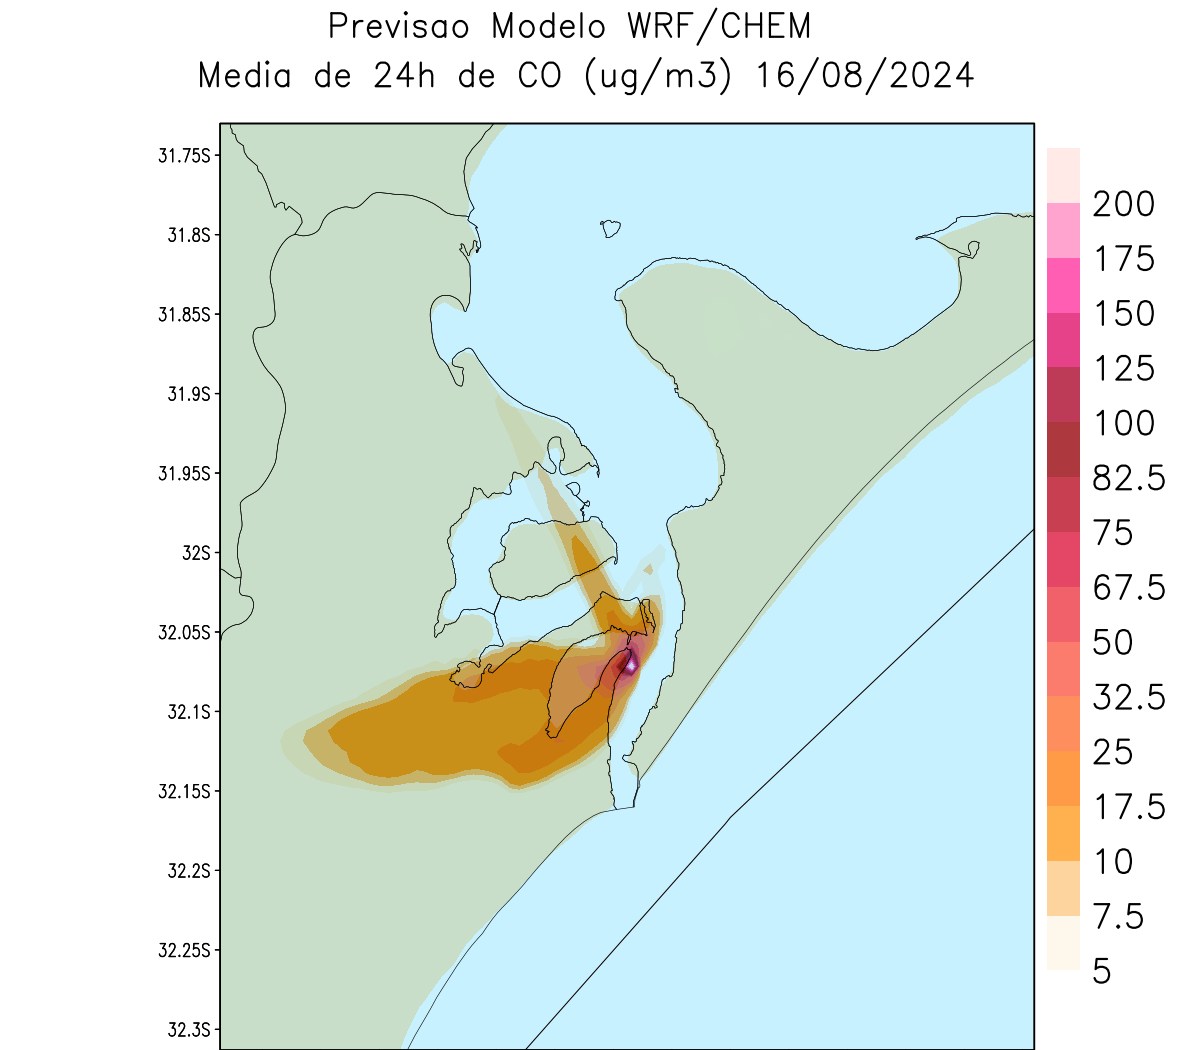 Previsao Modelo WRF/CHEM
Media de 24h de CO (ug/m3) 16/08/2024
31.75S
31.8S
31.85S
31.9S
31.95S
32S
32.05S
32.1S
32.15S
32.2S
32.25S
32.3S
200
175
150
125
100
82.5
75
67.5
50
32.5
25
17.5
10
7.5
5